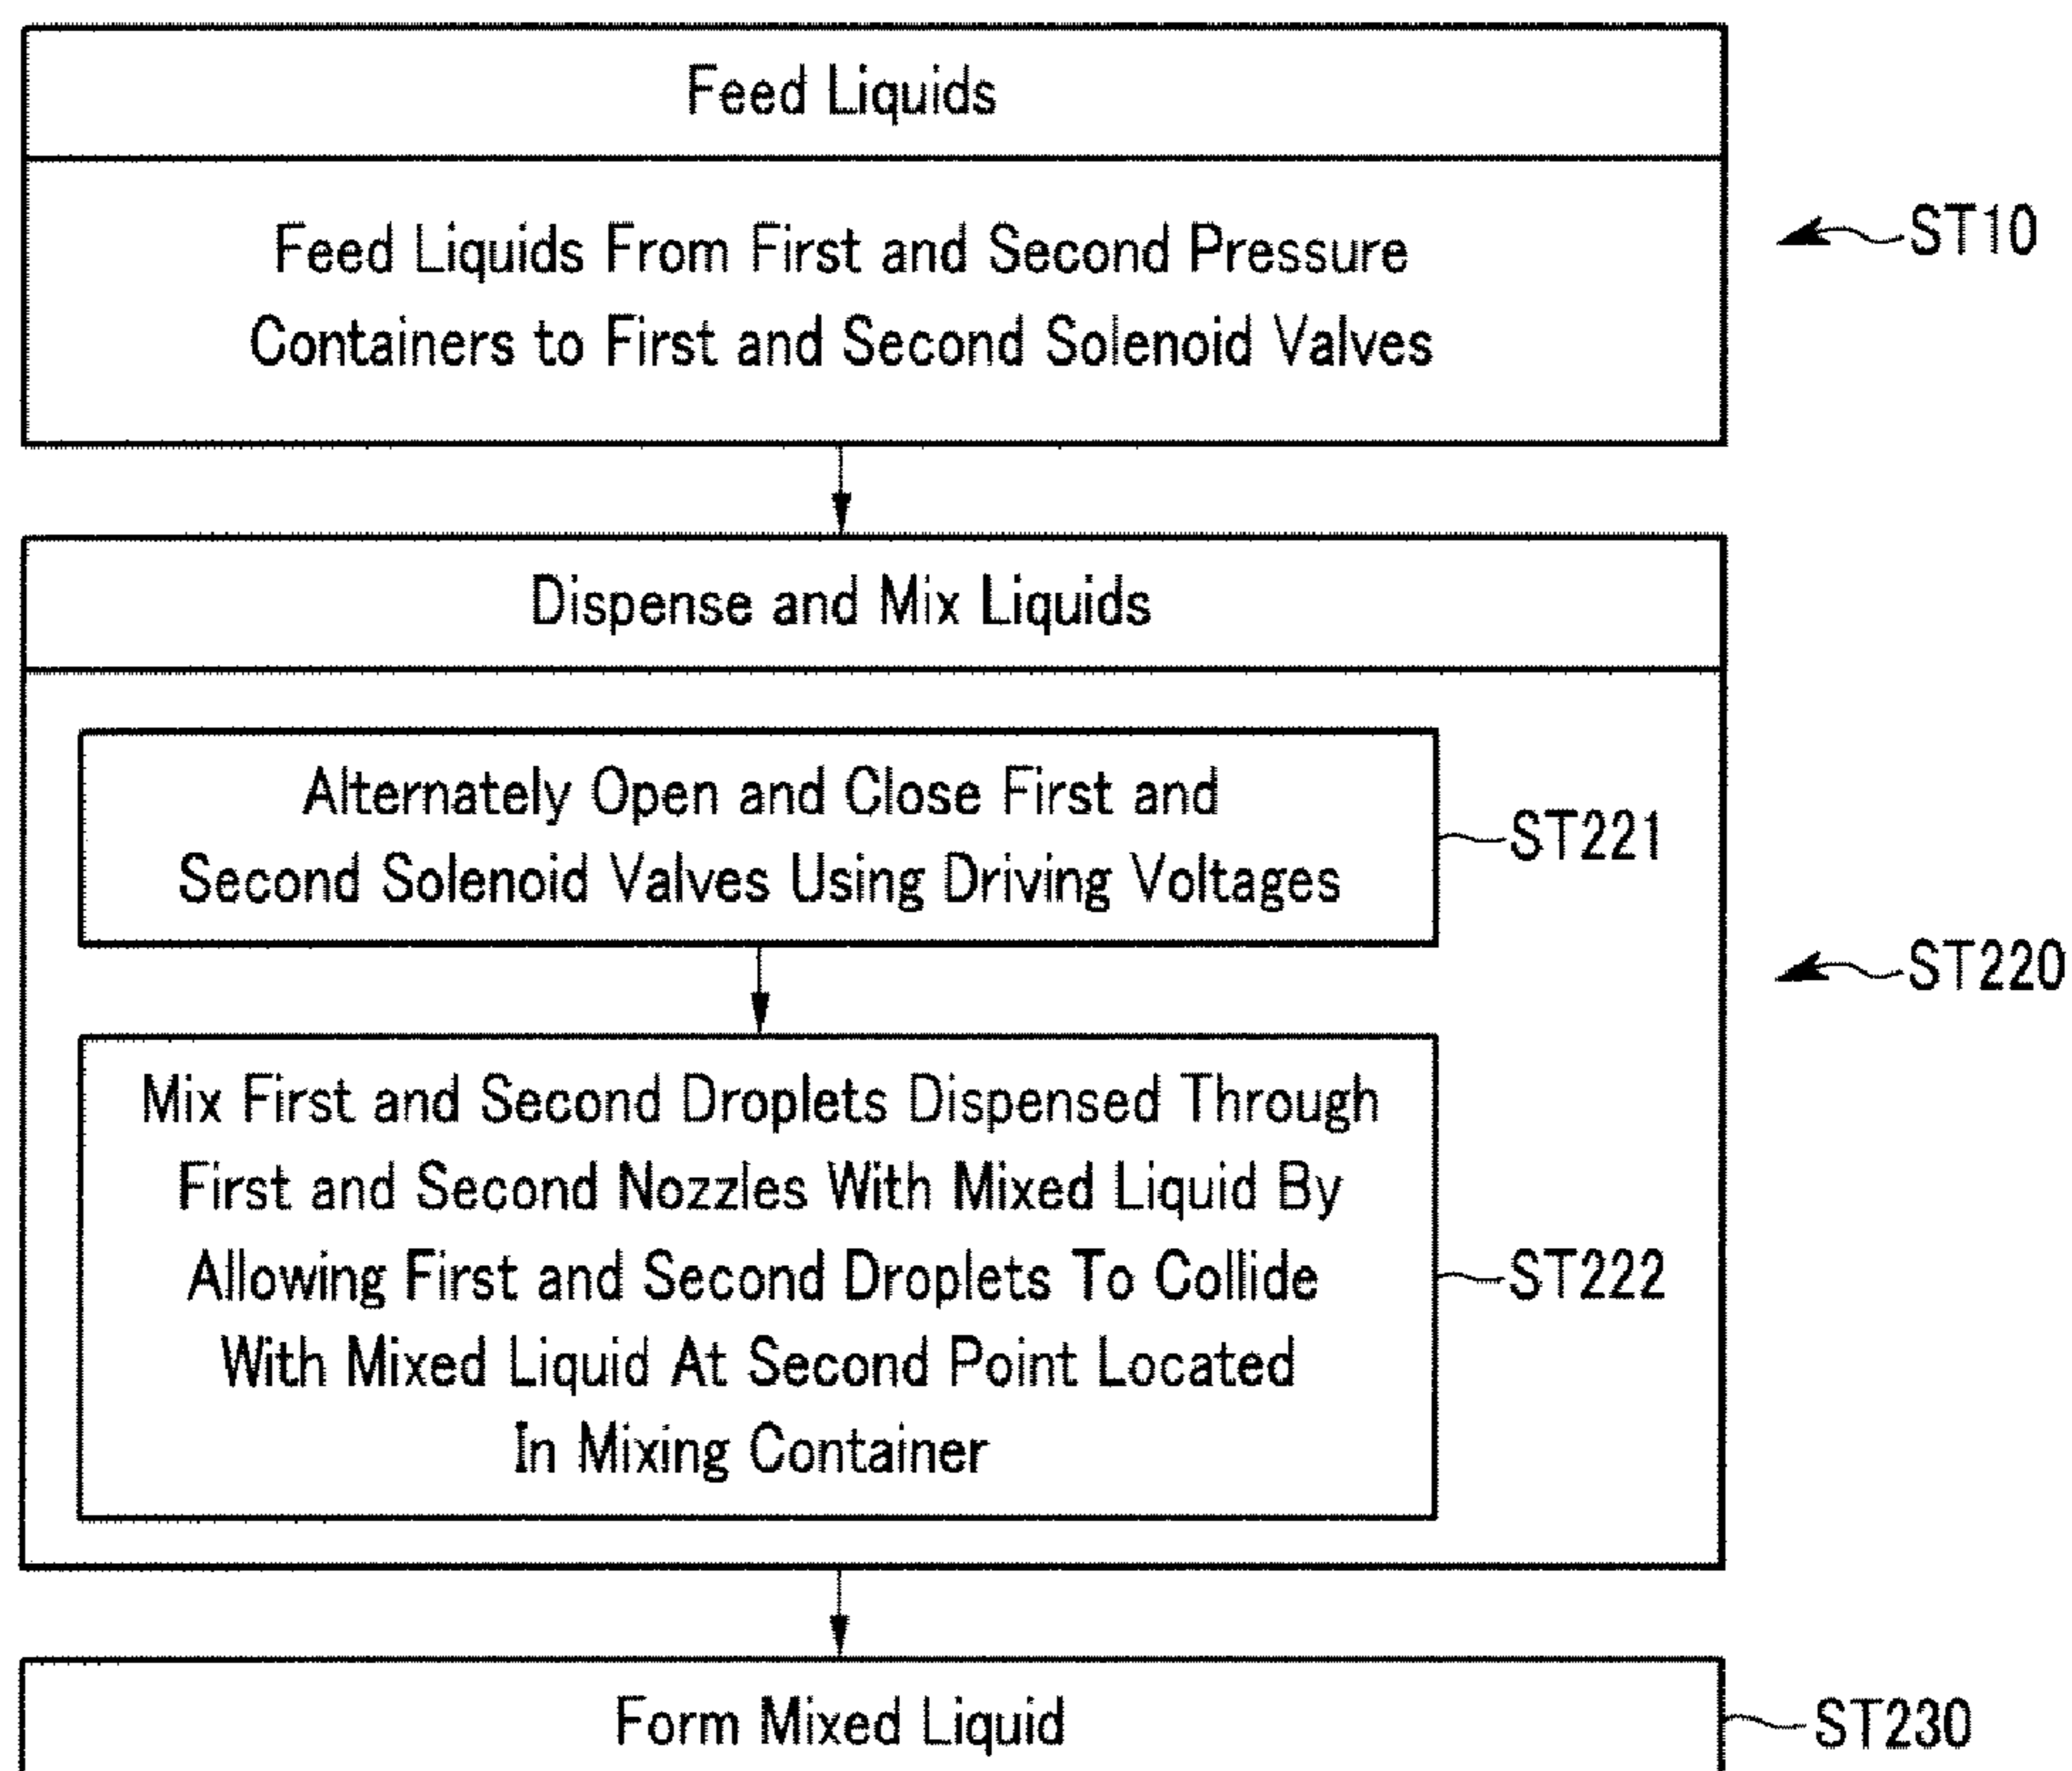 Feed Liquids
Feed Liquids From First and Second Pressure
Containers to First and Second Solenoid Valves
ST10
Dispense and Mix Liquids
Alternately Open and Close First and
Second Solenoid Valves Using Driving Voltages
ST221
ST220
Mix First and Second Droplets Dispensed Through
First and Second Nozzles With Mixed Liquid By
Allowing First and Second Droplets To Collide
With Mixed Liquid At Second Point Located
In Mixing Container
ST222
Form Mixed Liquid
ST230